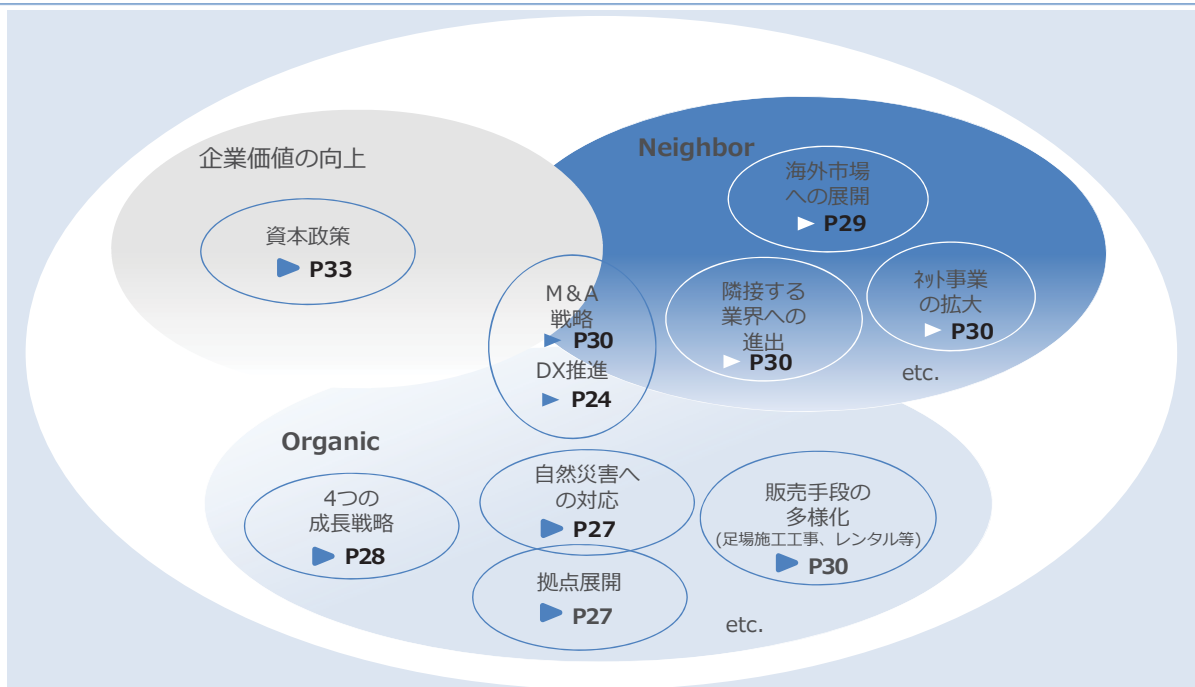 企業価値の向上
資本政策
▶ P33
Neighbor
海外市場
への展開
▶ P29
ﾈｯﾄ事業
の拡大
▶ P30
隣接する
業界への
進出
▶ P30
etc.
M&A
戦略
▶ P30
DX推進
▶ P24
Organic
4つの
成長戦略
▶ P28
自然災害へ
の対応
▶ P27
拠点展開
▶ P27
販売手段の
多様化
(足場施工工事、レンタル等)
▶ P30
etc.